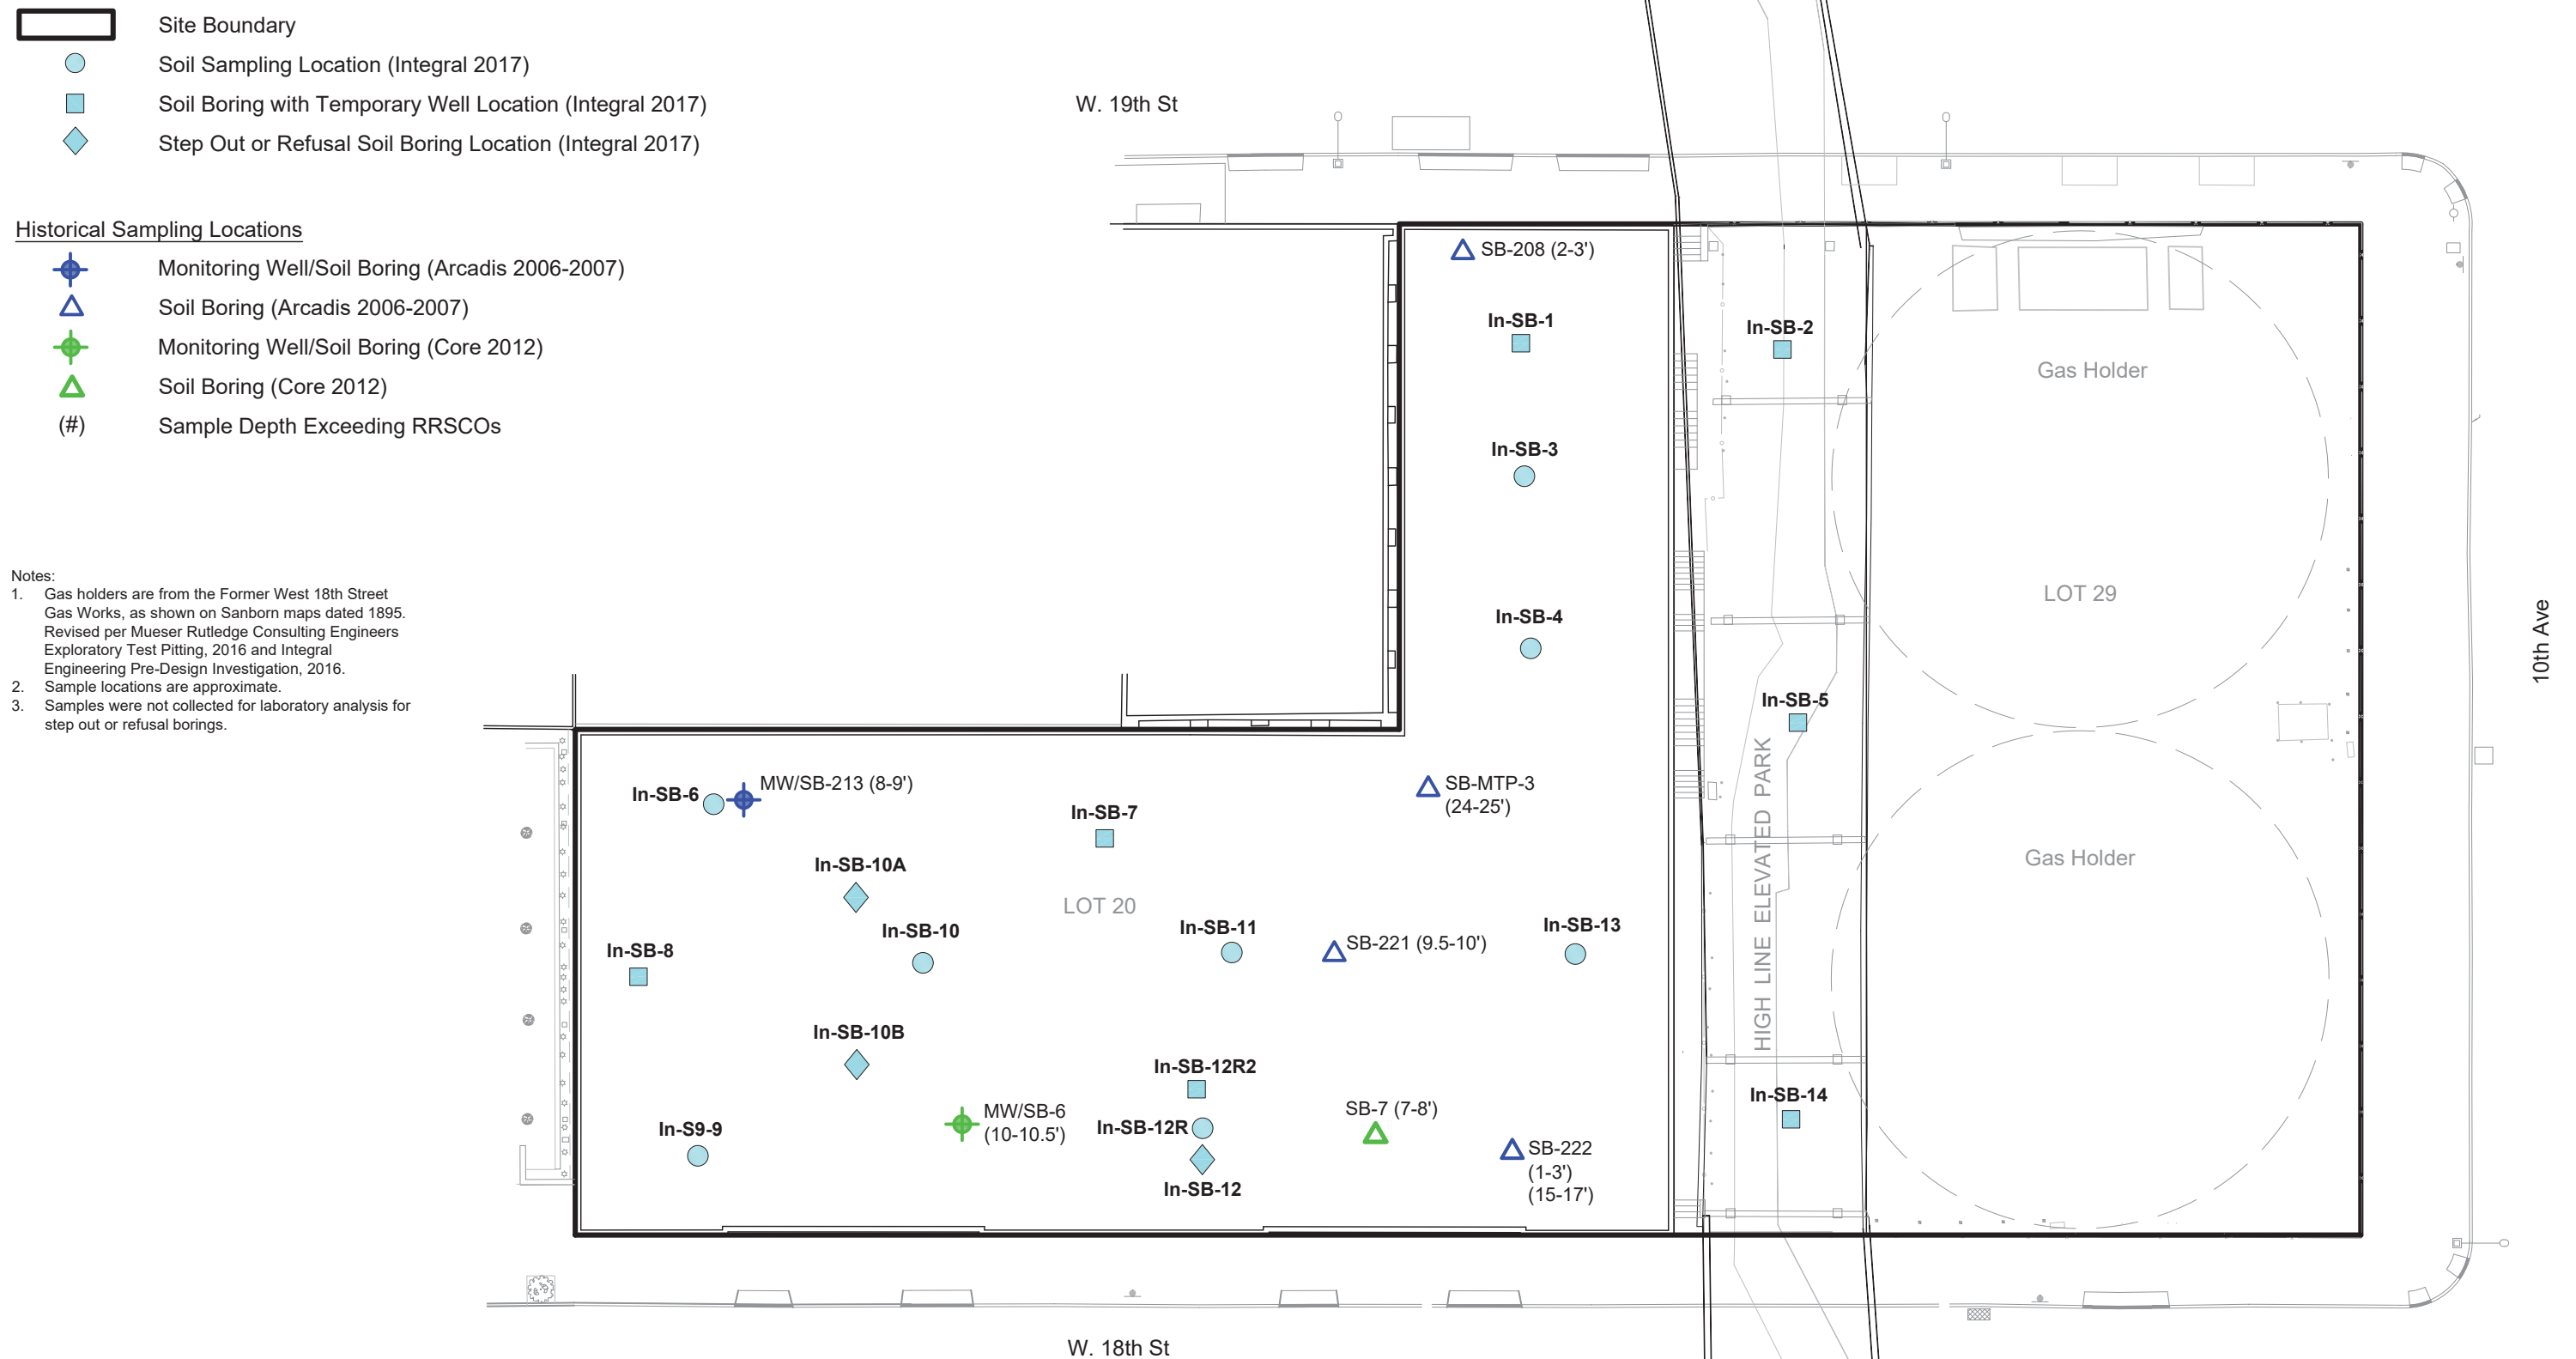 Site Boundary
Soil Sampling Location (Integral 2017)
Soil Boring with Temporary Well Location (Integral 2017)
Step Out or Refusal Soil Boring Location (Integral 2017)
Historical Sampling Locations
Monitoring Well/Soil Boring (Arcadis 2006-2007)
Soil Boring (Arcadis 2006-2007)
Monitoring Well/Soil Boring (Core 2012)
Soil Boring (Core 2012)
(#) Sample Depth Exceeding RRSCOs
Notes:
1. Gas holders are from the Former West 18th Street
Gas Works, as shown on Sanborn maps dated 1895.
Revised per Mueser Rutledge Consulting Engineers
Exploratory Test Pitting, 2016 and Integral
Engineering Pre-Design Investigation, 2016.
2. Sample locations are approximate.
3. Samples were not collected for laboratory analysis for
step out or refusal borings.
W. 19th St
SB-208 (2-3')
In-SB-1
In-SB-2
Gas Holder
In-SB-3
LOT 29
In-SB-4
10th Ave
In-SB-5
HIGH LINE ELEVATED PARK
In-SB-6
MW/SB-213 (8-9')
SB-MTP-3
(24-25')
In-SB-7
Gas Holder
In-SB-10A
LOT 20
In-SB-10
In-SB-11
SB-221 (9.5-10')
In-SB-13
In-SB-8
In-SB-10B
In-SB-12R2
In-SB-14
MW/SB-6
(10-10.5')
In-SB-12R
SB-7 (7-8')
In-S9-9
SB-222
(1-3')
(15-17')
In-SB-12
W. 18th St